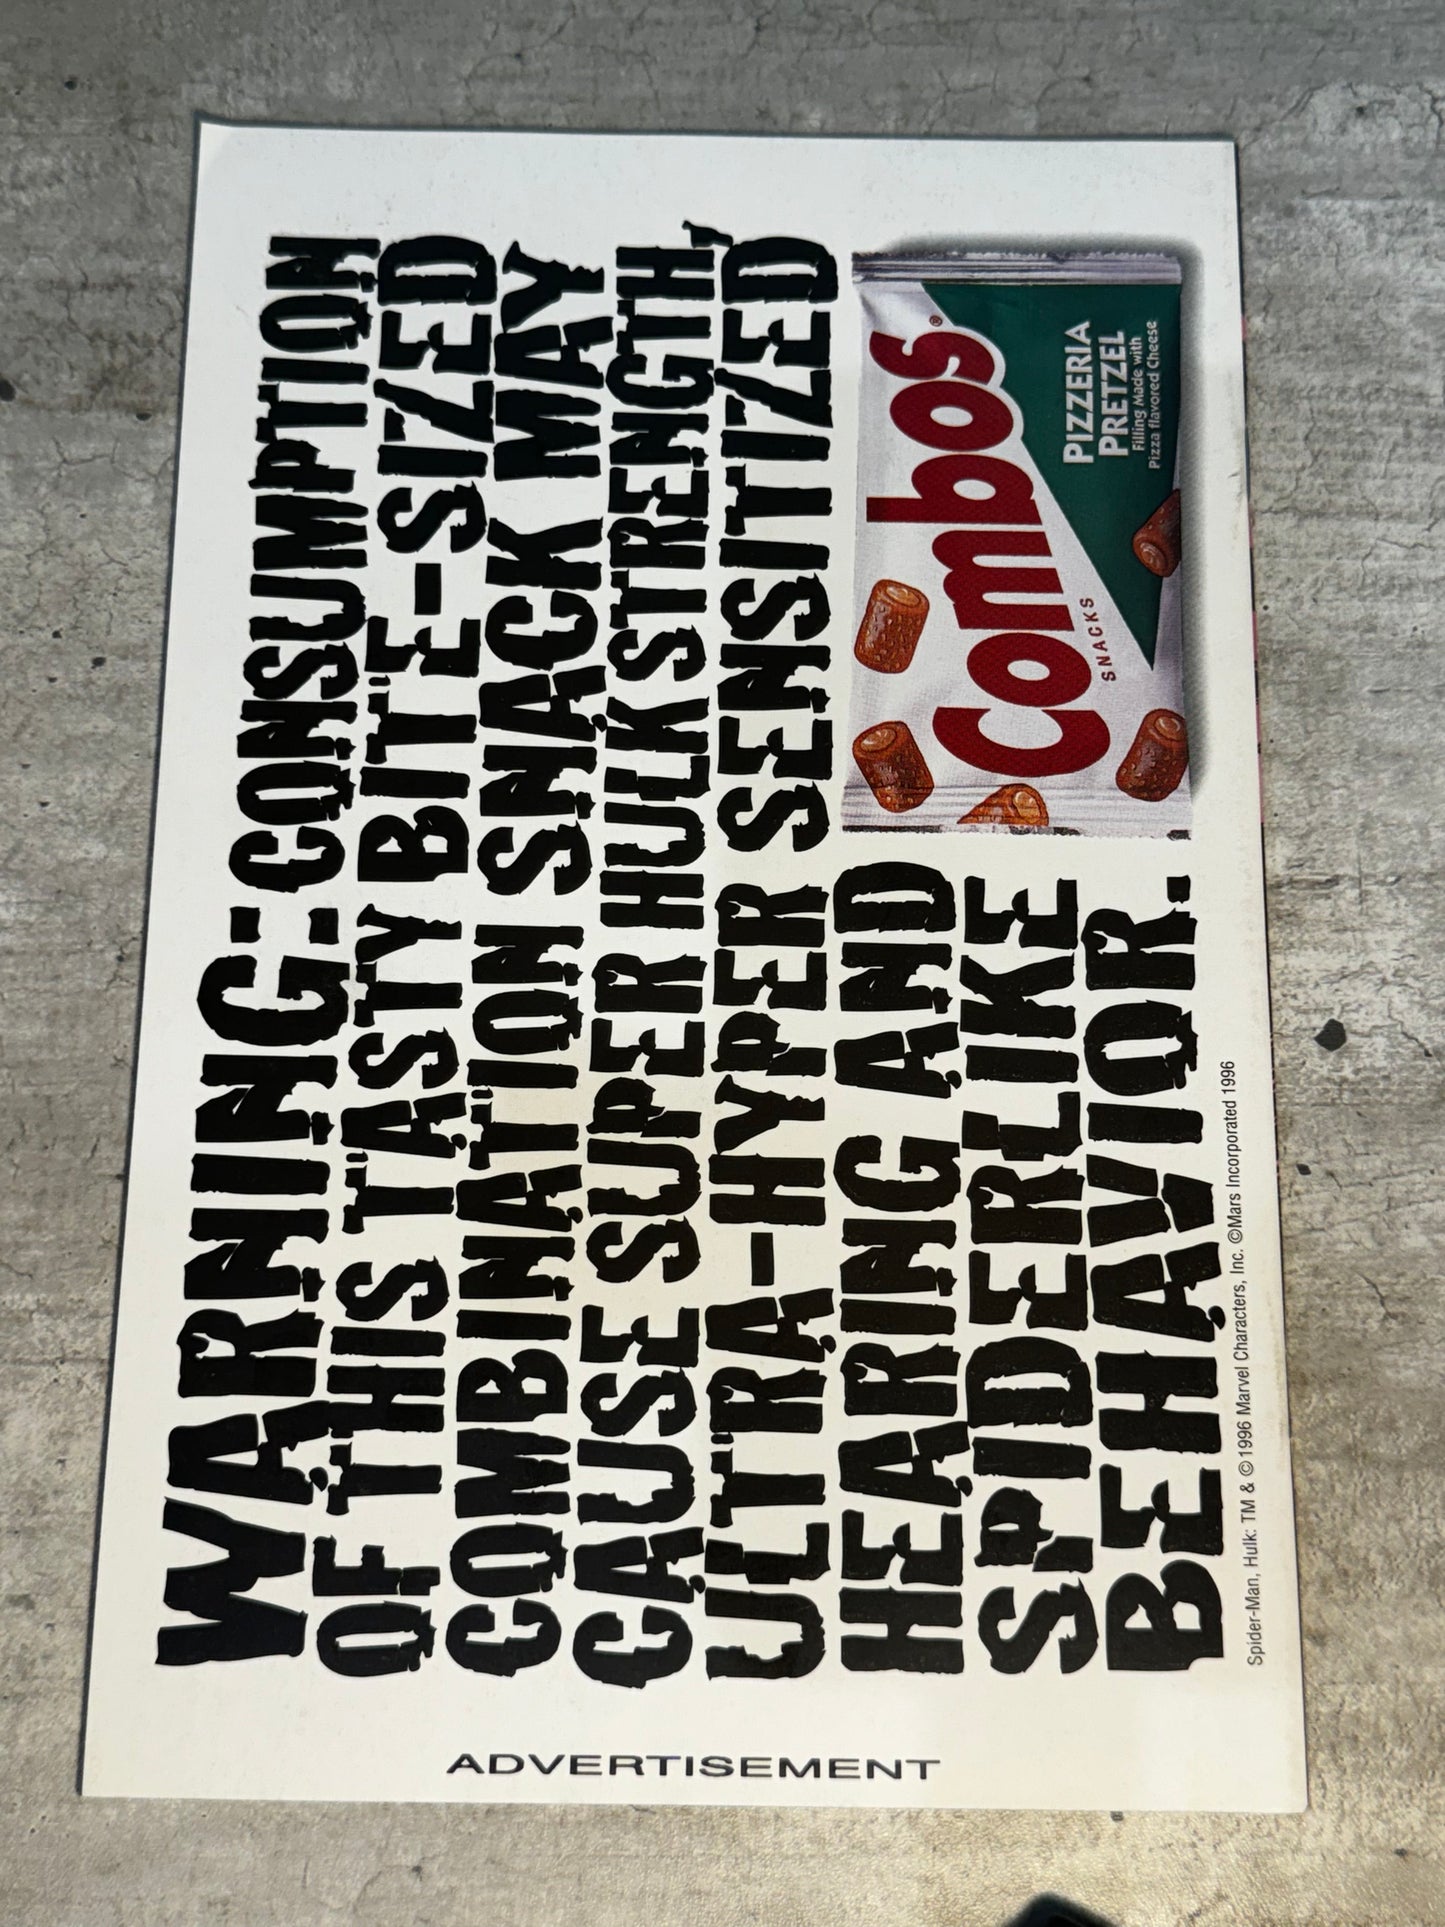 WARNING: CONSUMPTION
OF THIS TASTY BITE-SIZED
COMBINATION SNACK MAY
CAUSE SUPER HULK STRENGTH,
ULTRA-HYPER SENSITIZED
HEARING AND
SPIDERLIKE
BEHAVIOR.
Combos®
SNACKS
PIZZERIA
PRETZEL
Filling Made with
Pizza flavored Cheese
Spider-Man, Hulk: TM & ©1996 Marvel Characters, Inc. ©Mars Incorporated 1996
ADVERTISEMENT